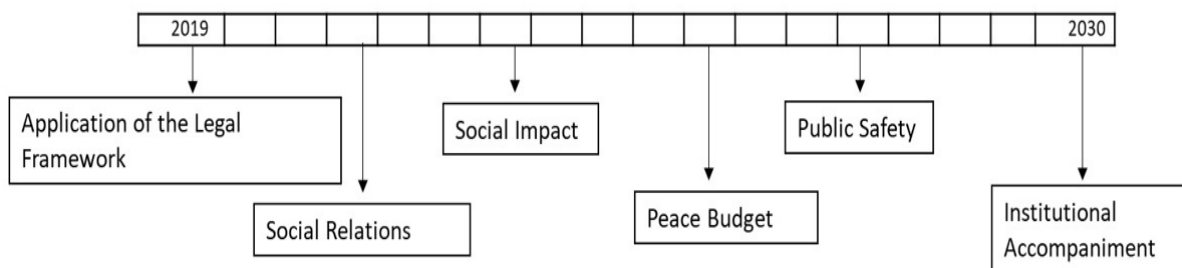 2019
2030
Application of the Legal
Framework
Social Impact
Public Safety
Social Relations
Peace Budget
Institutional
Accompaniment